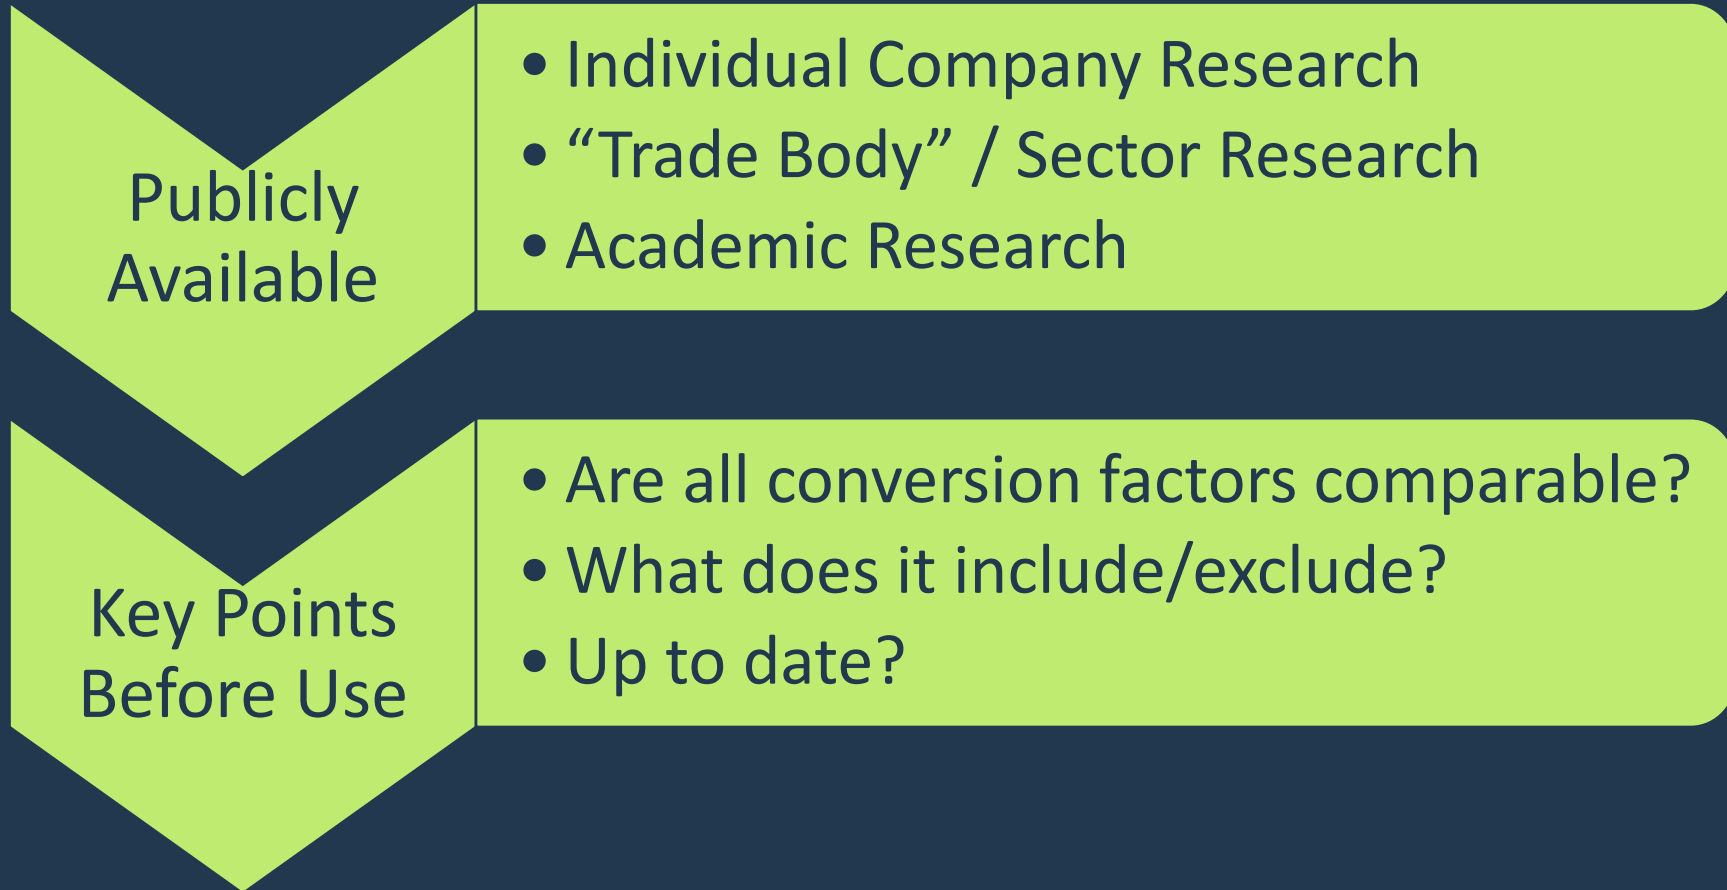 Publicly
Available
• Individual Company Research
• “Trade Body” / Sector Research
• Academic Research
Key Points
Before Use
• Are all conversion factors comparable?
• What does it include/exclude?
• Up to date?